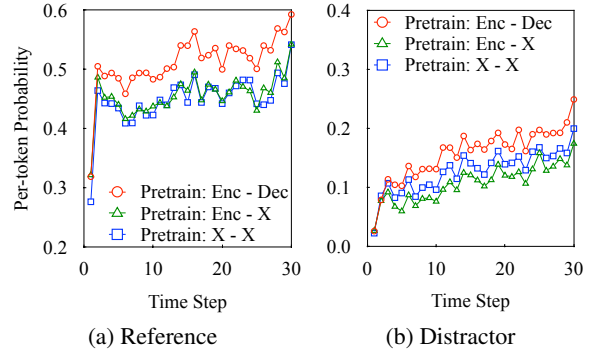 Per-token Probability
0.6
0.5
0.4
0.3
0.2
0
10
20
30
Pretrain: Enc - Dec
Pretrain: Enc - X
Pretrain: X - X
Time Step
(a) Reference
0.3
0.2
0.1
0.0
0
10
20
30
Pretrain: Enc - Dec
Pretrain: Enc - X
Pretrain: X - X
Time Step
(b) Distractor